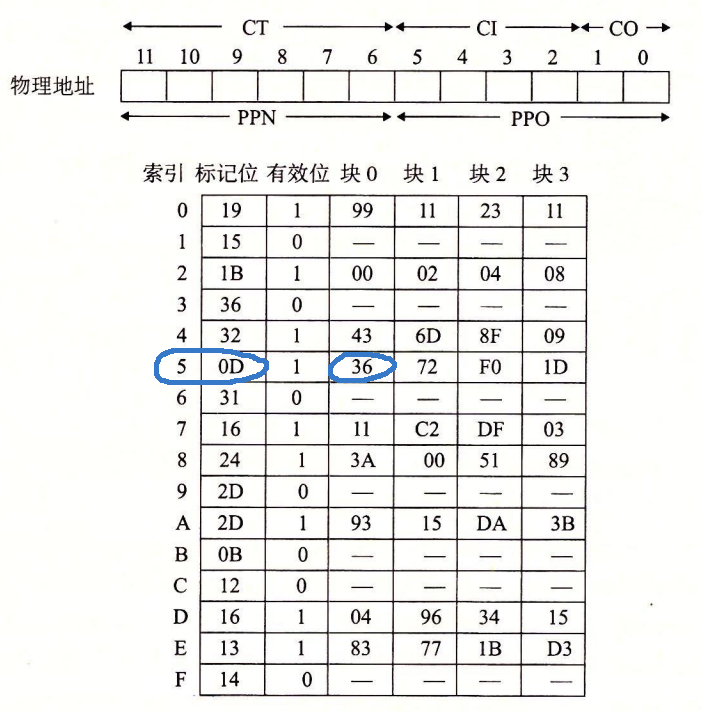 CT CI CO
11 10 9 8 7 6 5 4 3 2 1 0
物理地址
PPN PPO
索引 标记位 有效位 块0 块1 块2 块3
0 19 1 99 11 23 11
1 15 0 — — — —
2 1B 1 00 02 04 08
3 36 0 — — — —
4 32 1 43 6D 8F 09
5 0D 1 36 72 F0 1D
6 31 0 — — — —
7 16 1 11 C2 DF 03
8 24 1 3A 00 51 89
9 2D 0 — — — —
A 2D 1 93 15 DA 3B
B 0B 0 — — — —
C 12 0 — — — —
D 16 1 04 96 34 15
E 13 1 83 77 1B D3
F 14 0 — — — —